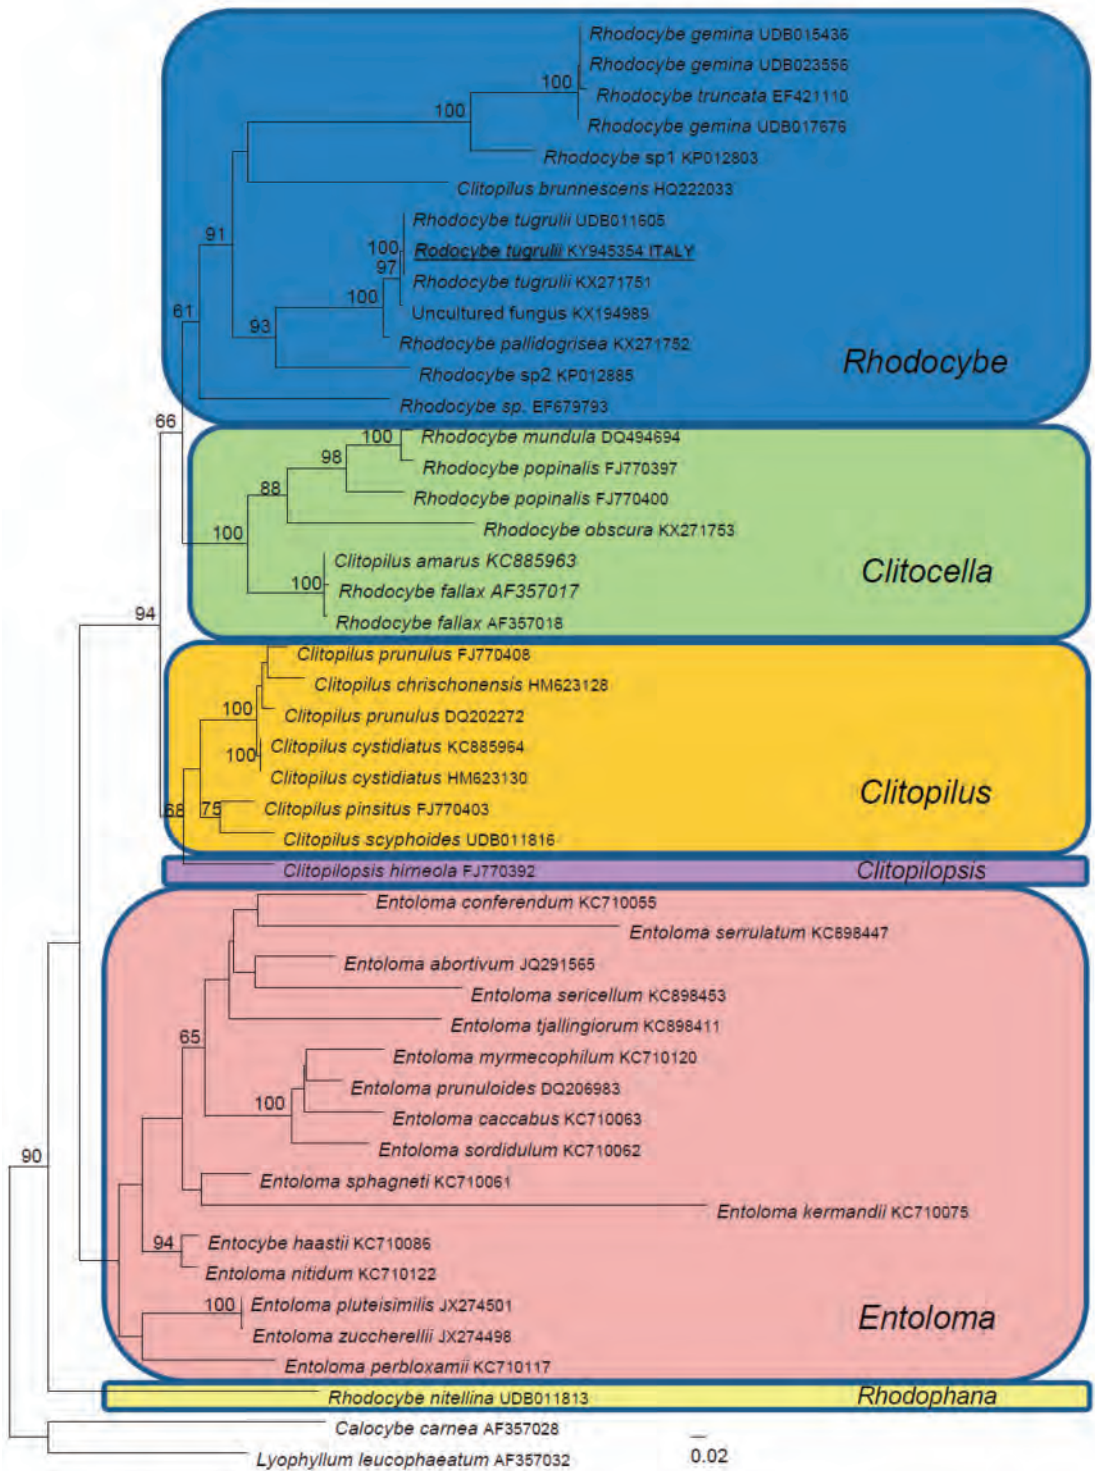 Rhodocybe gemina UDB015436
Rhodocybe gemina UDB023556
100
Rhodocybe truncata EF421110
100
Rhodocybe gemina UDB017676
Rhodocybe sp1 KP012803
Clitopilus brunnescens HQ222033
Rhodocybe tugrulii UDB011605
91
100
Rodocybe tugrulii KY945354 ITALY
97
Rhodocybe tugrulii KX271751
100
Uncultured fungus KX194989
61
93
Rhodocybe pallidogrisea KX271752
Rhodocybe
Rhodocybe sp2 KP012885
Rhodocybe sp. EF679793
66
100
Rhodocybe mundula DQ494694
98
Rhodocybe popinalis FJ770397
88
Rhodocybe popinalis FJ770400
100
Rhodocybe obscura KX271753
Clitopilus amarus KC885963
Clitocella
100
Rhodocybe fallax AF357017
94
Rhodocybe fallax AF357018
Clitopilus prunulus FJ770408
Clitopilus chrischonensis HM623128
100
Clitopilus prunulus DQ202272
100
Clitopilus cystidiatus KC885964
Clitopilus cystidiatus HM623130
Clitopilus
68
75
Clitopilus pinsitus FJ770403
Clitopilus scyphoides UDB011816
Clitopilopsis hirneola FJ770392
Clitopilopsis
Entoloma conferendum KC710055
Entoloma serrulatum KC898447
Entoloma abortivum JQ291565
Entoloma sericellum KC898453
Entoloma tjallingiorum KC898411
65
Entoloma myrmecophilum KC710120
Entoloma prunuloides DQ206983
100
Entoloma caccabus KC710063
Entoloma sordidulum KC710062
90
Entoloma sphagneti KC710061
Entoloma kermandii KC710075
94
Entocybe haastii KC710086
Entoloma nitidum KC710122
100
Entoloma pluteisimilis JX274501
Entoloma
Entoloma zuccherellii JX274498
Entoloma perbloxamii KC710117
Rhodocybe nitellina UDB011813
Rhodophana
Calocybe carnea AF357028
0.02
Lyophyllum leucophaeatum AF357032